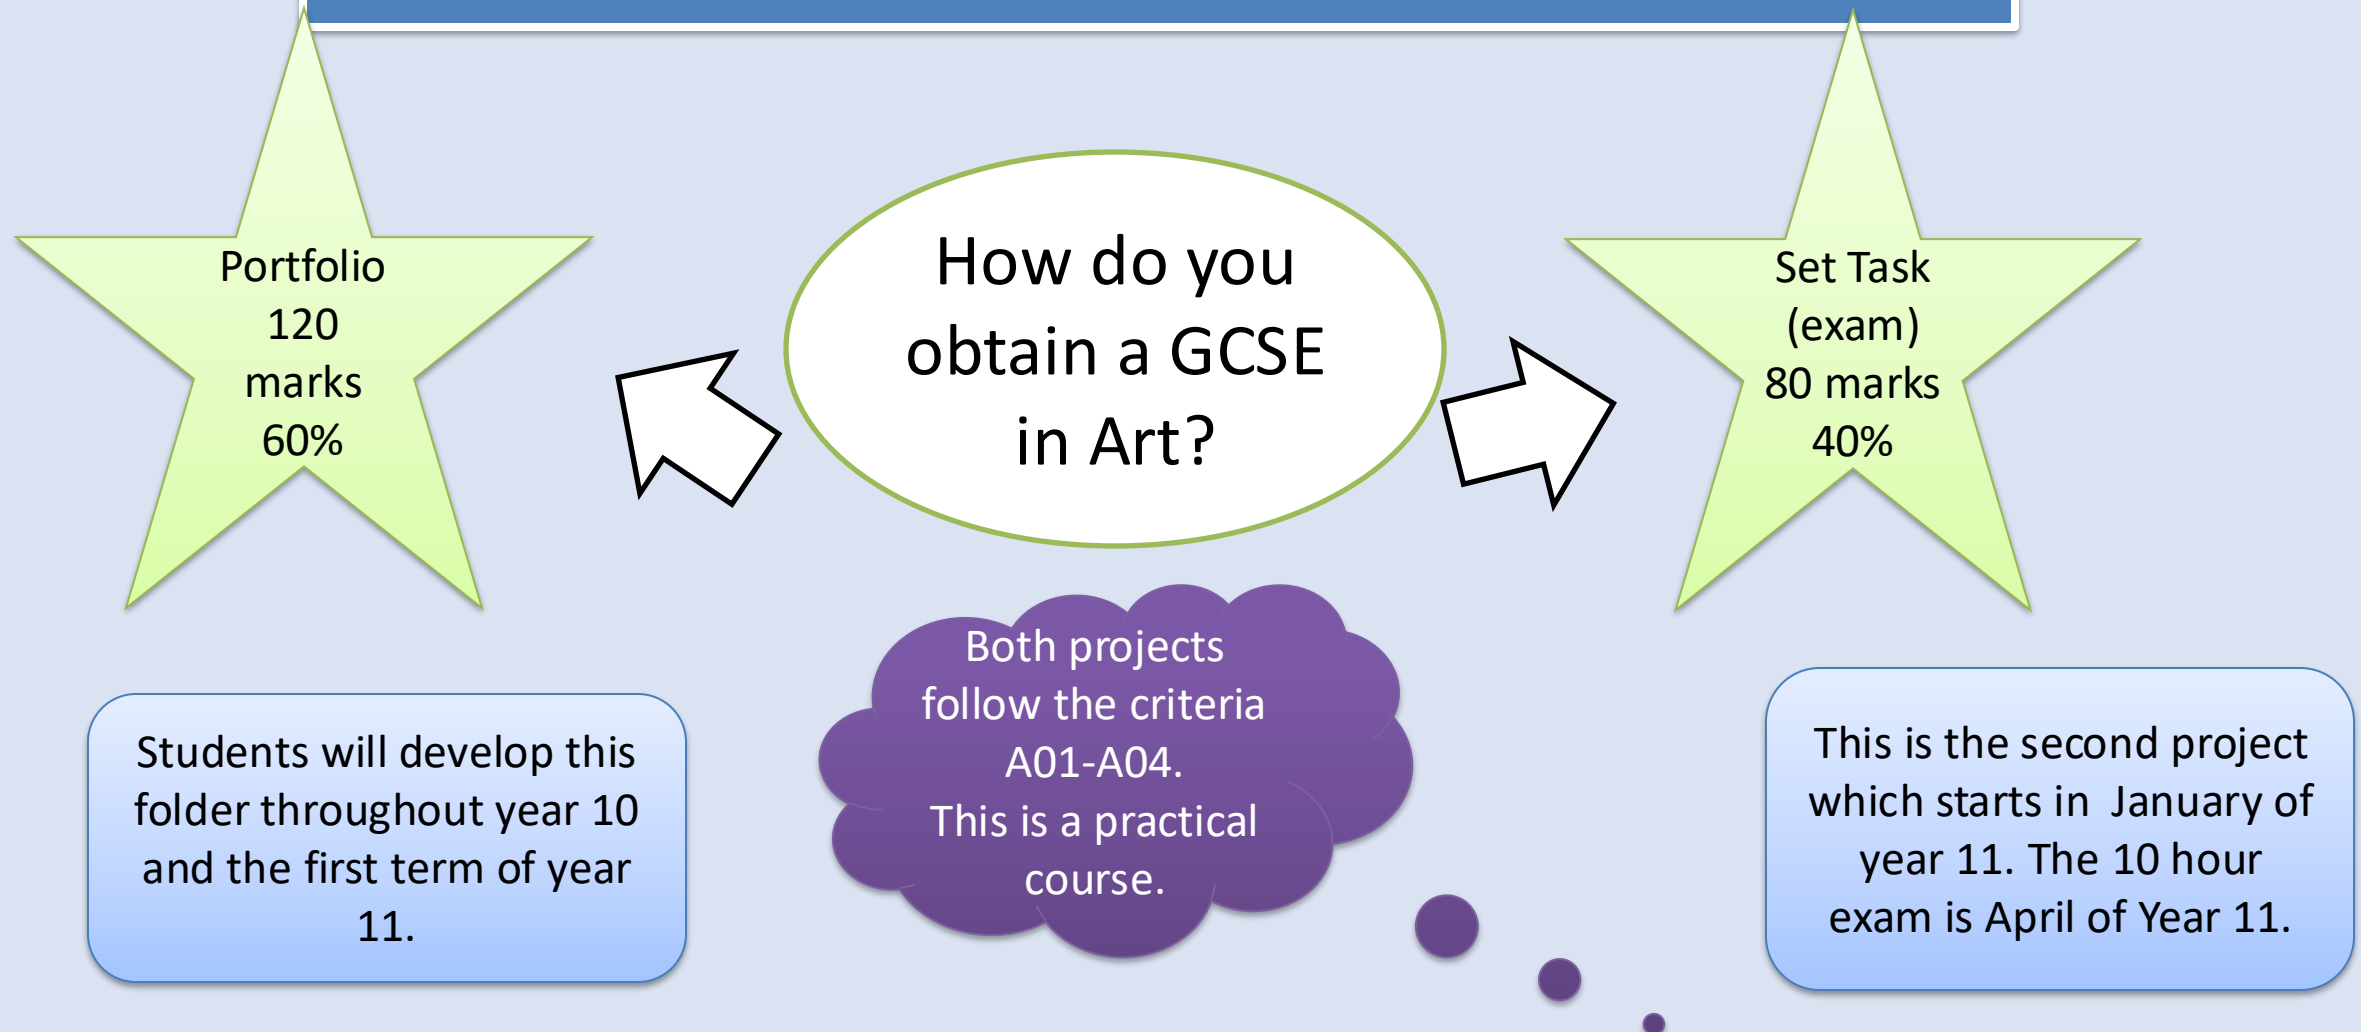 Portfolio
120
marks
60%
How do you
obtain a GCSE
in Art?
Set Task
(exam)
80 marks
40%
Students will develop this
folder throughout year 10
and the first term of year
11.
Both projects
follow the criteria
A01-A04.
This is a practical
course.
This is the second project
which starts in  January of
year 11. The 10 hour
exam is April of Year 11.